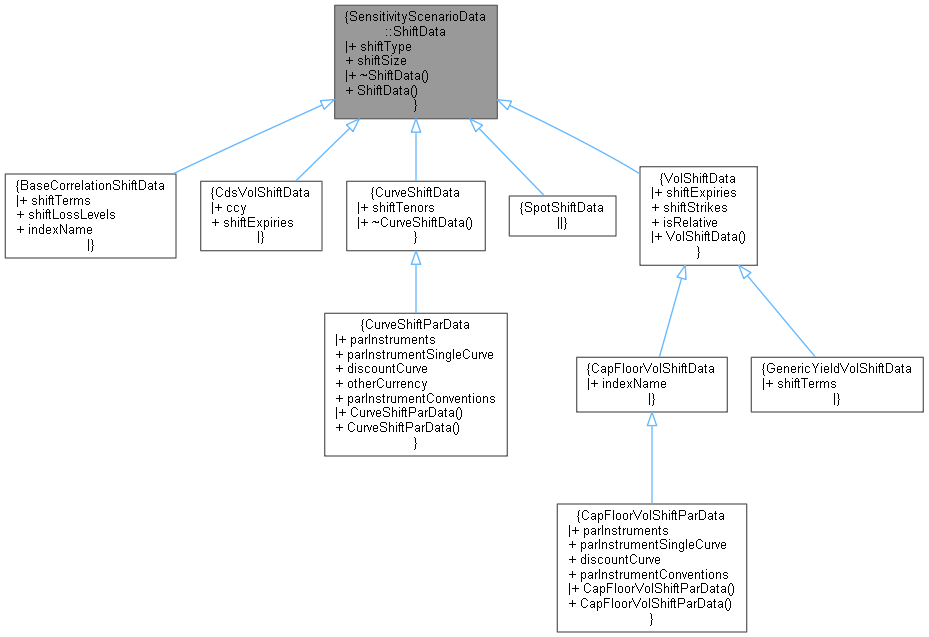 {SensitivityScenarioData
::ShiftData
|+ shiftType
+ shiftSize
|+ ~ShiftData()
+ ShiftData()
}
{BaseCorrelationShiftData
|+ shiftTerms
+ shiftLossLevels
+ indexName
|}
{CdsVolShiftData
|+ ccy
+ shiftExpiries
|}
{CurveShiftData
|+ shiftTenors
|+ ~CurveShiftData()
}
{SpotShiftData
||}
{VolShiftData
|+ shiftExpiries
+ shiftStrikes
+ isRelative
|+ VolShiftData()
}
{CurveShiftParData
|+ parInstruments
+ parInstrumentSingleCurve
+ discountCurve
+ otherCurrency
+ parInstrumentConventions
|+ CurveShiftParData()
+ CurveShiftParData()
}
{CapFloorVolShiftData
|+ indexName
|}
{GenericYieldVolShiftData
|+ shiftTerms
|}
{CapFloorVolShiftParData
|+ parInstruments
+ parInstrumentSingleCurve
+ discountCurve
+ parInstrumentConventions
|+ CapFloorVolShiftParData()
+ CapFloorVolShiftParData()
}